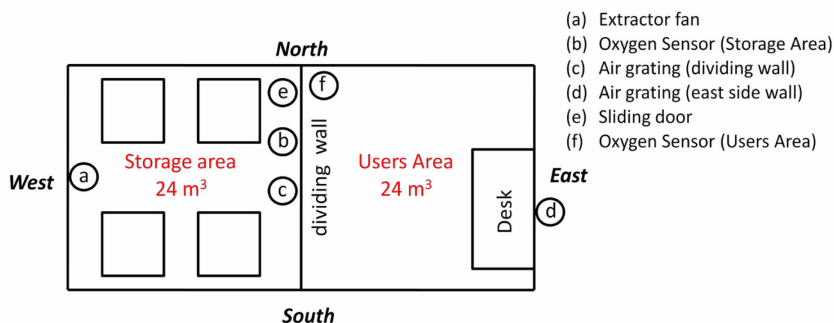 North
(a) Extractor fan
(b) Oxygen Sensor (Storage Area)
(c) Air grating (dividing wall)
(d) Air grating (east side wall)
(e) Sliding door
(f) Oxygen Sensor (Users Area)
e
f
b
dividing wall
Storage area
24 m³
Users Area
24 m³
West
a
c
Desk
East
d
South